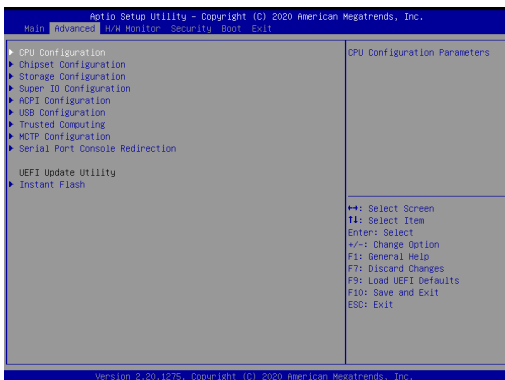 Aptio Setup Utility – Copyright (C) 2020 American Megatrends, Inc.
Main Advanced H/W Monitor Security Boot Exit
CPU Configuration
Chipset Configuration
Storage Configuration
Super IO Configuration
ACPI Configuration
USB Configuration
Trusted Computing
MCTP Configuration
Serial Port Console Redirection
UEFI Update Utility
Instant Flash
CPU Configuration Parameters
↔: Select Screen
↑↓: Select Item
Enter: Select
+/-: Change Option
F1: General Help
F7: Discard Changes
F9: Load UEFI Defaults
F10: Save and Exit
ESC: Exit
Version 2.20.1275. Copyright (C) 2020 American Megatrends, Inc.